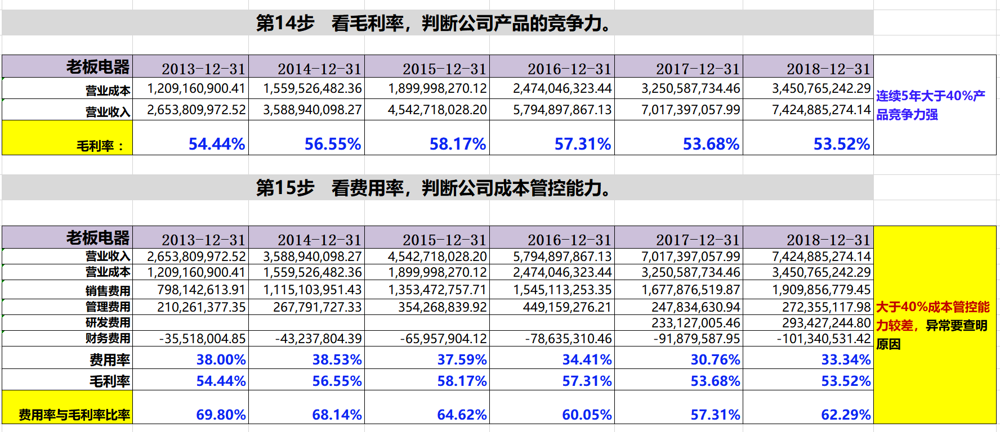 第14步 看毛利率，判断公司产品的竞争力。
老板电器 2013-12-31 2014-12-31 2015-12-31 2016-12-31 2017-12-31 2018-12-31
营业成本 1,209,160,900.41 1,559,526,482.36 1,899,998,270.12 2,474,046,323.44 3,250,587,734.46 3,450,765,242.29
营业收入 2,653,809,972.52 3,588,940,098.27 4,542,718,028.20 5,794,897,867.13 7,017,397,057.99 7,424,885,274.14
毛利率： 54.44% 56.55% 58.17% 57.31% 53.68% 53.52%
连续5年大于40%产
品竞争力强
第15步 看费用率，判断公司成本管控能力。
老板电器 2013-12-31 2014-12-31 2015-12-31 2016-12-31 2017-12-31 2018-12-31
营业收入 2,653,809,972.52 3,588,940,098.27 4,542,718,028.20 5,794,897,867.13 7,017,397,057.99 7,424,885,274.14
营业成本 1,209,160,900.41 1,559,526,482.36 1,899,998,270.12 2,474,046,323.44 3,250,587,734.46 3,450,765,242.29
销售费用 798,142,613.91 1,115,103,951.43 1,353,472,757.71 1,545,113,253.35 1,677,876,519.87 1,909,856,779.45
管理费用 210,261,377.35 267,791,727.33 354,268,839.92 449,159,276.21 247,834,630.94 272,355,117.98
研发费用 233,127,005.46 293,427,244.80
财务费用 -35,518,004.85 -43,237,804.39 -65,957,904.12 -78,635,310.46 -91,879,587.95 -101,340,531.42
费用率 38.00% 38.53% 37.59% 34.41% 30.76% 33.34%
毛利率 54.44% 56.55% 58.17% 57.31% 53.68% 53.52%
费用率与毛利率比率 69.80% 68.14% 64.62% 60.05% 57.31% 62.29%
大于40%成本管控能
力较差，异常要查明
原因